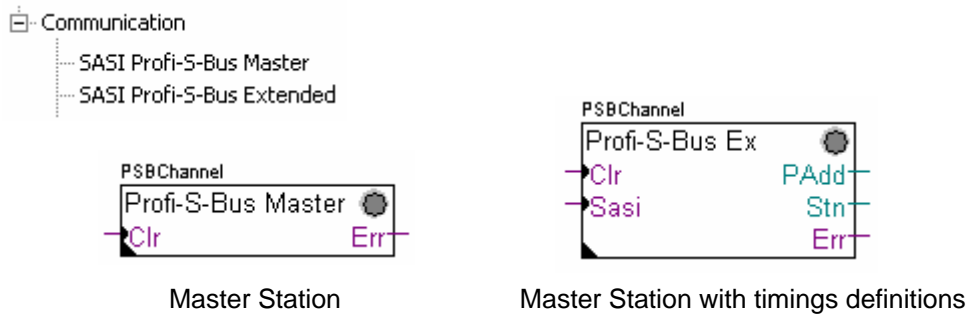 Communication
SASI Profi-S-Bus Master
SASI Profi-S-Bus Extended
PSBChannel
Profi-S-Bus Master
Clr Err
Master Station
PSBChannel
Profi-S-Bus Ex
Clr PAdd
Sasi Stn
Err
Master Station with timings definitions